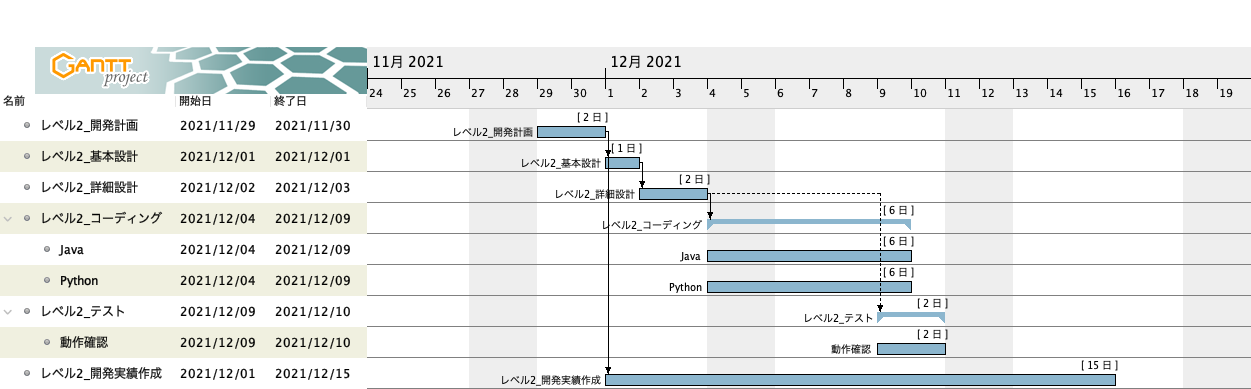 GANTT project
11月 2021 12月 2021
24 25 26 27 28 29 30 1 2 3 4 5 6 7 8 9 10 11 12 13 14 15 16 17 18 19
名前 開始日 終了日
[ 2 日 ]
レベル2_開発計画 2021/11/29 2021/11/30 レベル2_開発計画
[ 1 日 ]
レベル2_基本設計 2021/12/01 2021/12/01 レベル2_基本設計
[ 2 日 ]
レベル2_詳細設計 2021/12/02 2021/12/03 レベル2_詳細設計
[ 6 日 ]
レベル2_コーディング 2021/12/04 2021/12/09 レベル2_コーディング
[ 6 日 ]
Java 2021/12/04 2021/12/09 Java
[ 6 日 ]
Python 2021/12/04 2021/12/09 Python
[ 2 日 ]
レベル2_テスト 2021/12/09 2021/12/10 レベル2_テスト
[ 2 日 ]
動作確認 2021/12/09 2021/12/10 動作確認
[ 15 日 ]
レベル2_開発実績作成 2021/12/01 2021/12/15 レベル2_開発実績作成